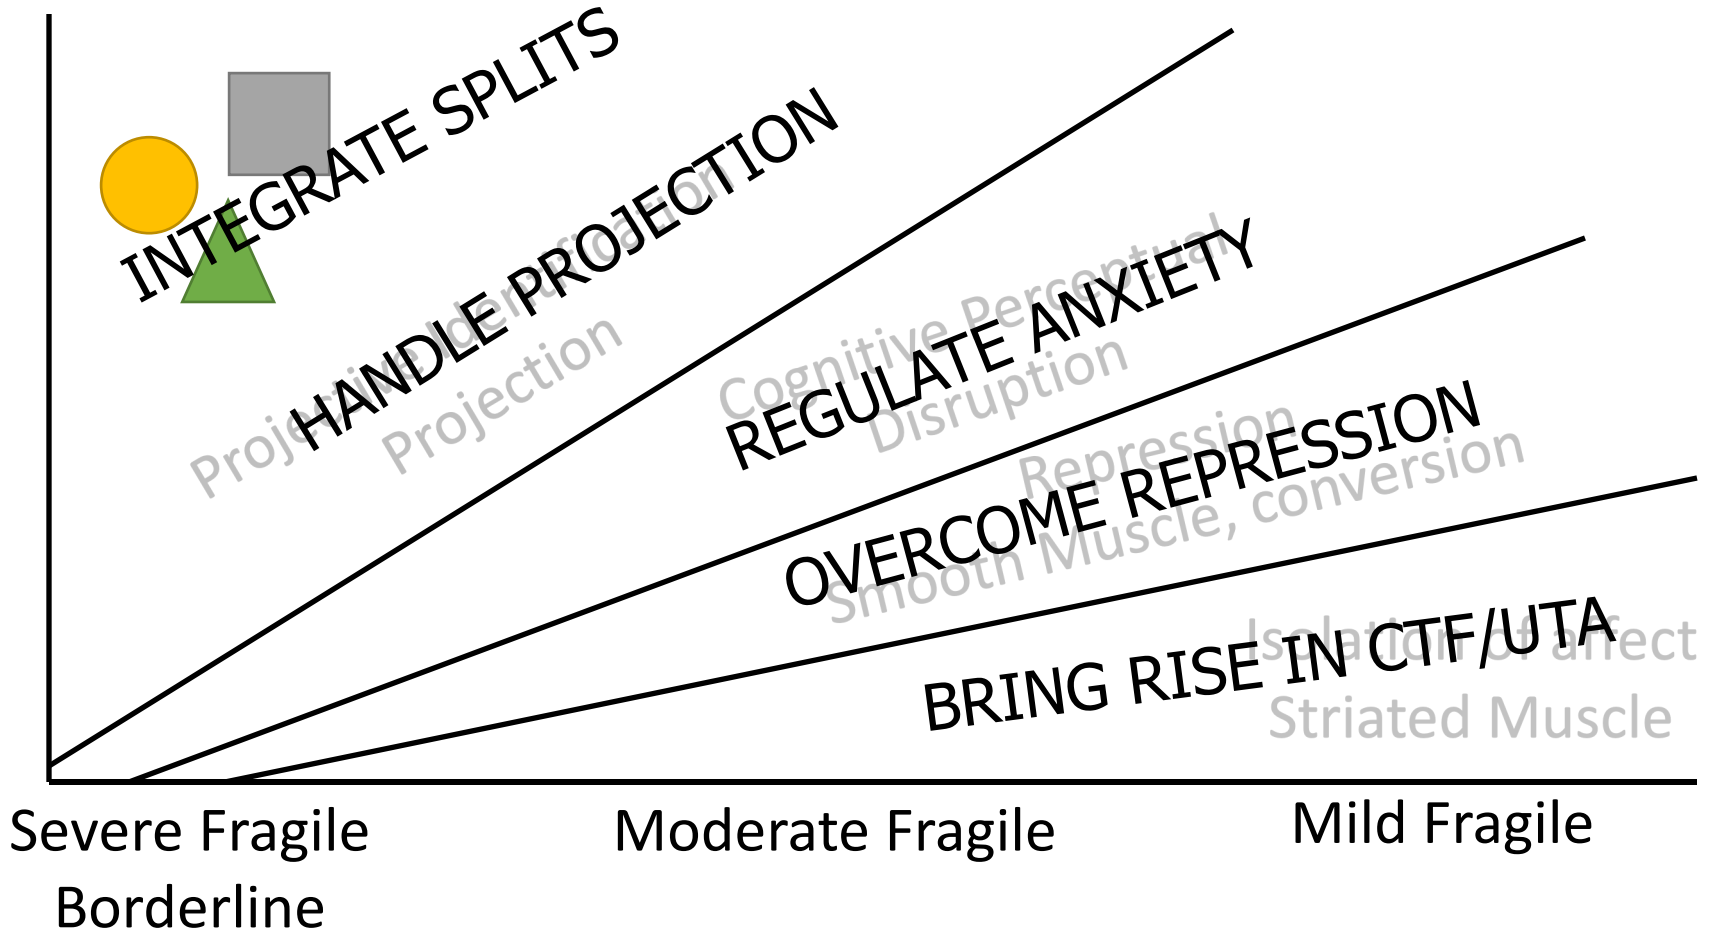 INTEGRATE SPLITS
HANDLE PROJECTION
Projective Identification
Projection
Cognitive Perceptual
REGULATE ANXIETY
Disruption
Repression
OVERCOME REPRESSION
Smooth Muscle, conversion
Isolation of affect
BRING RISE IN CTF/UTA
Striated Muscle
Severe Fragile
Borderline
Moderate Fragile
Mild Fragile